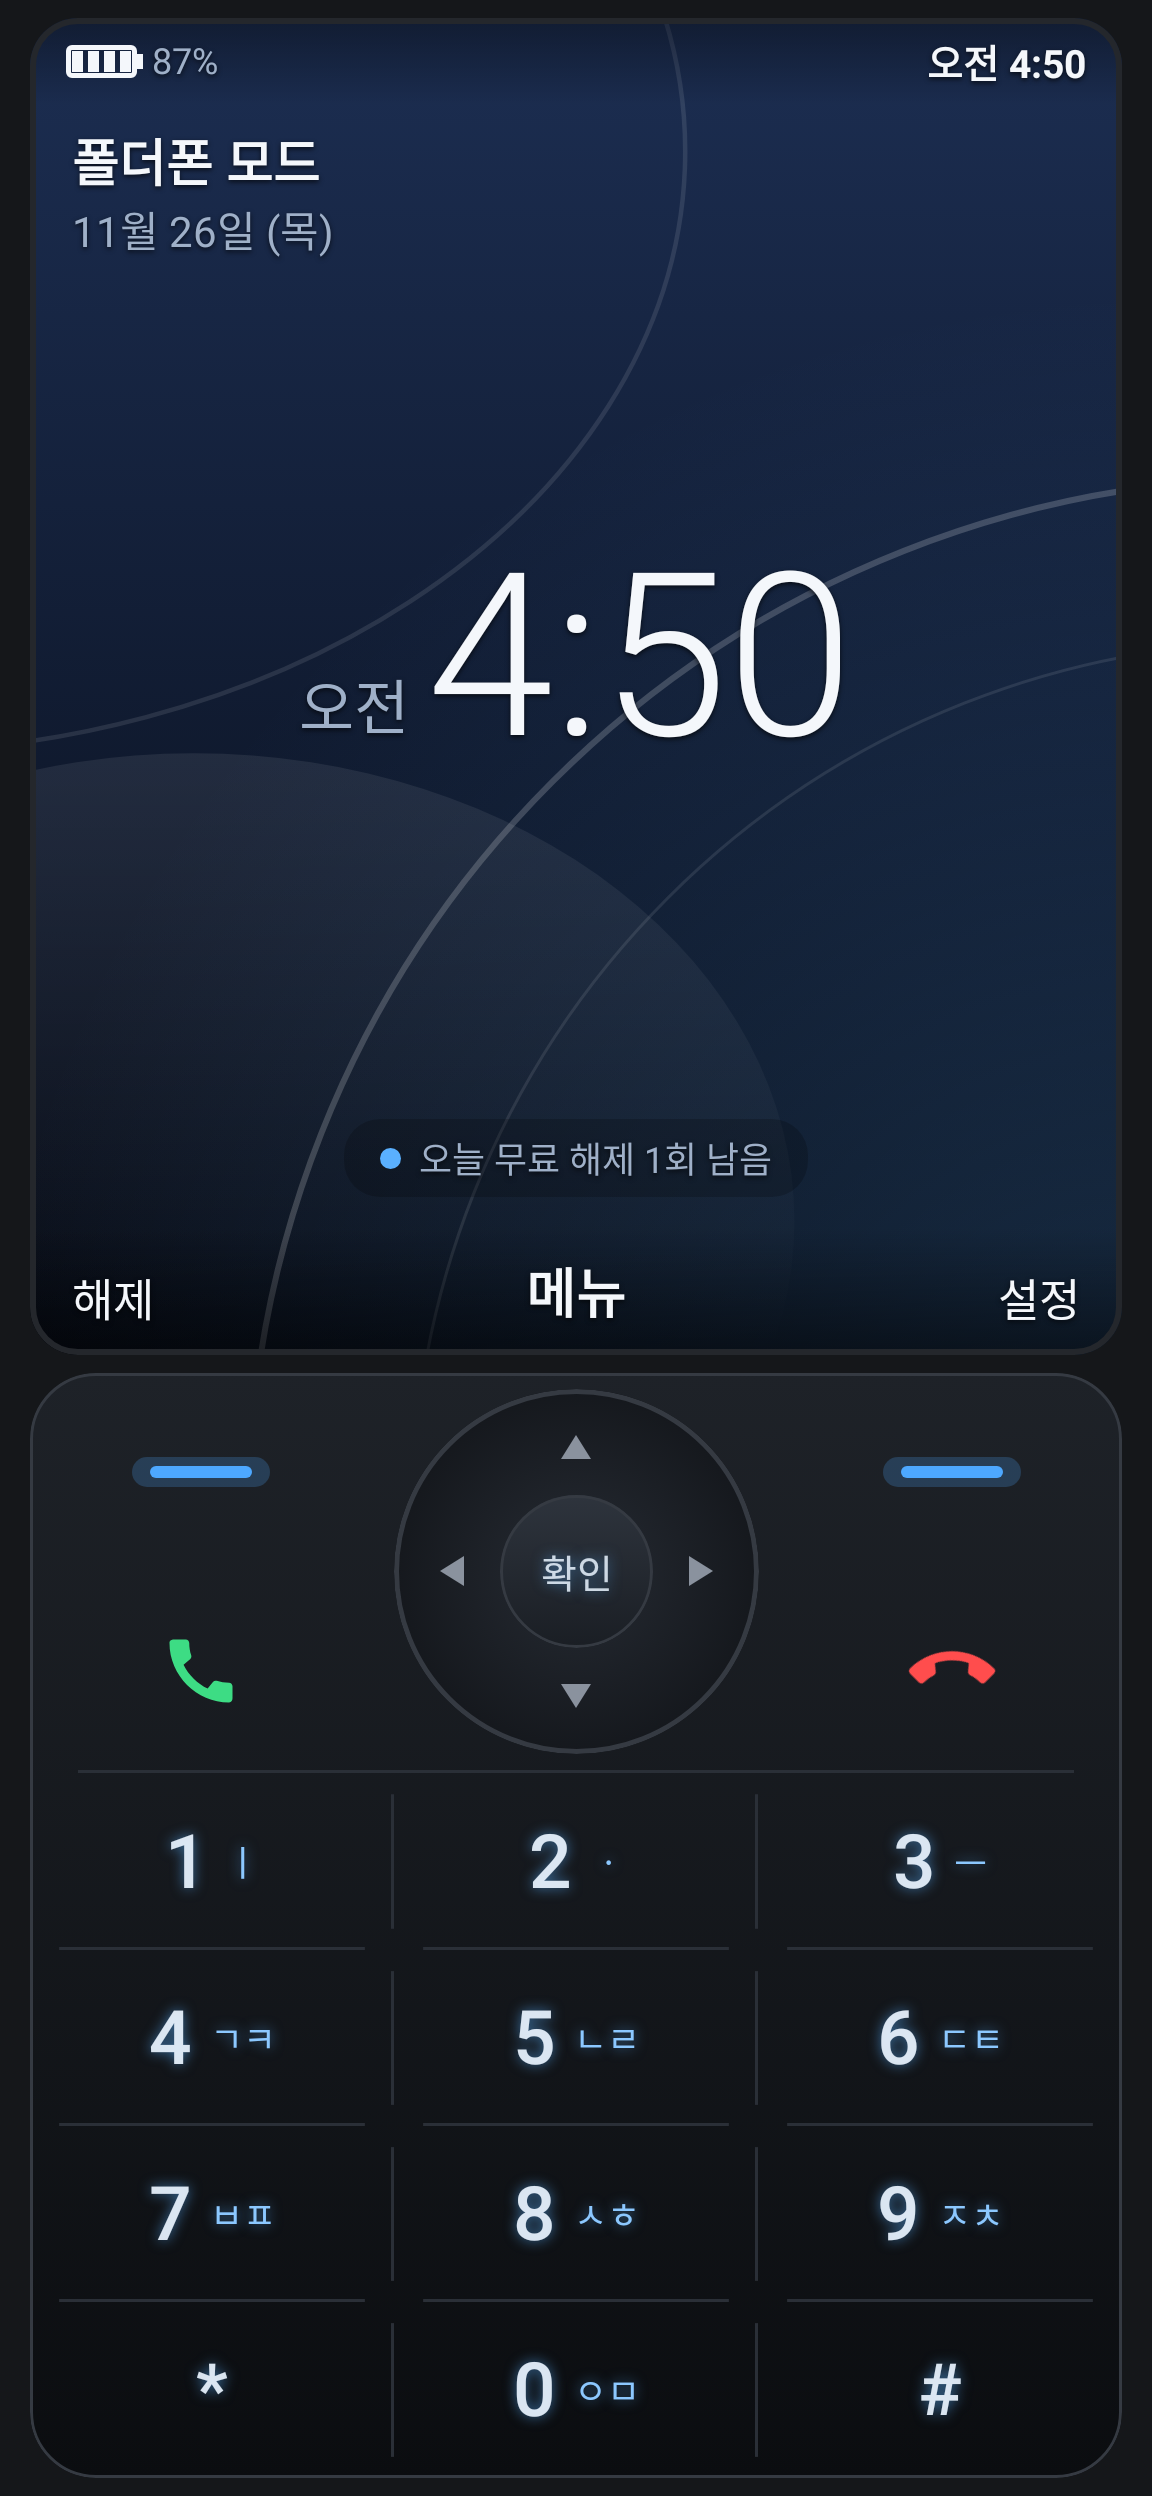 87%
오전 4:50
폴더폰 모드
11월 26일 (목)
오전 4:50
오늘 무료 해제 1회 남음
해제 메뉴 설정
확인
1 ㅣ 2 · 3 ㅡ
4 ㄱㅋ 5 ㄴㄹ 6 ㄷㅌ
7 ㅂㅍ 8 ㅅㅎ 9 ㅈㅊ
* 0 ㅇㅁ #